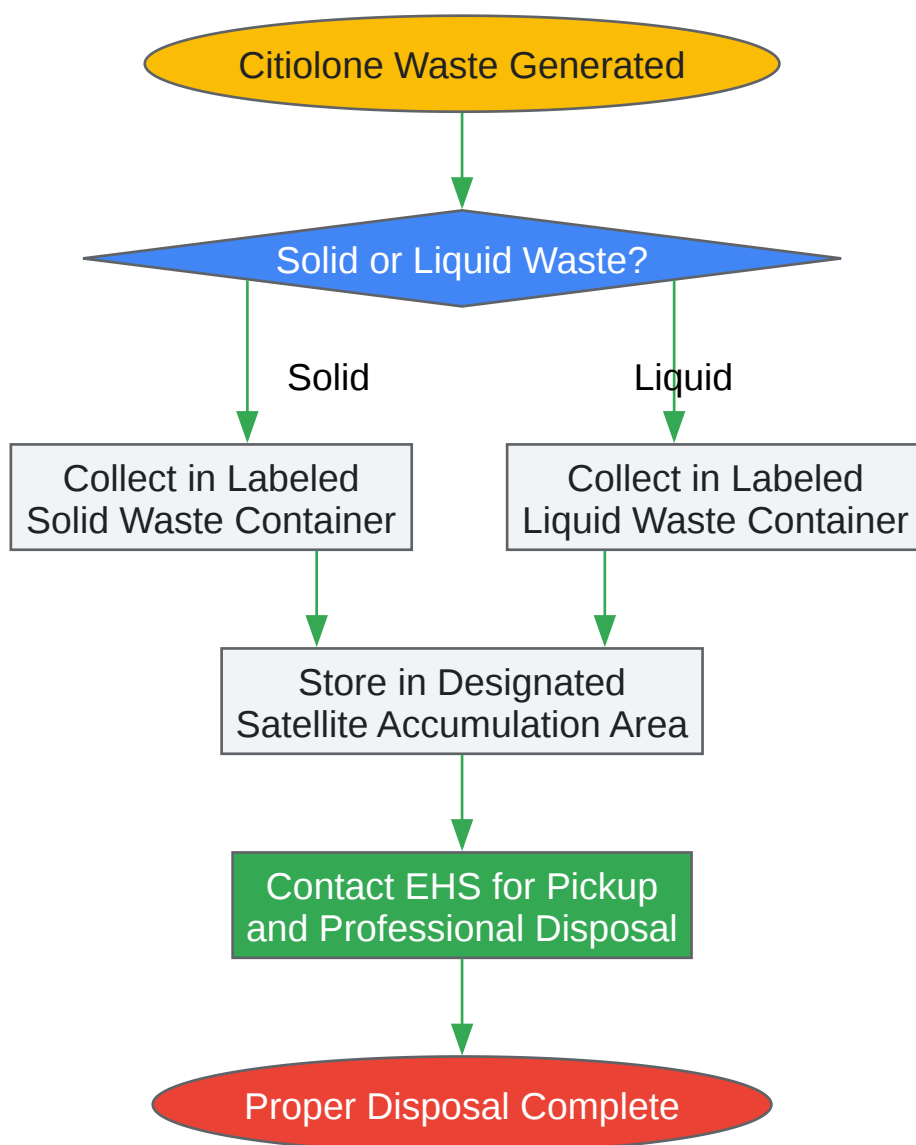 Citiolone Waste Generated
Solid or Liquid Waste?
Solid
Liquid
Collect in Labeled
Solid Waste Container
Collect in Labeled
Liquid Waste Container
Store in Designated
Satellite Accumulation Area
Contact EHS for Pickup
and Professional Disposal
Proper Disposal Complete